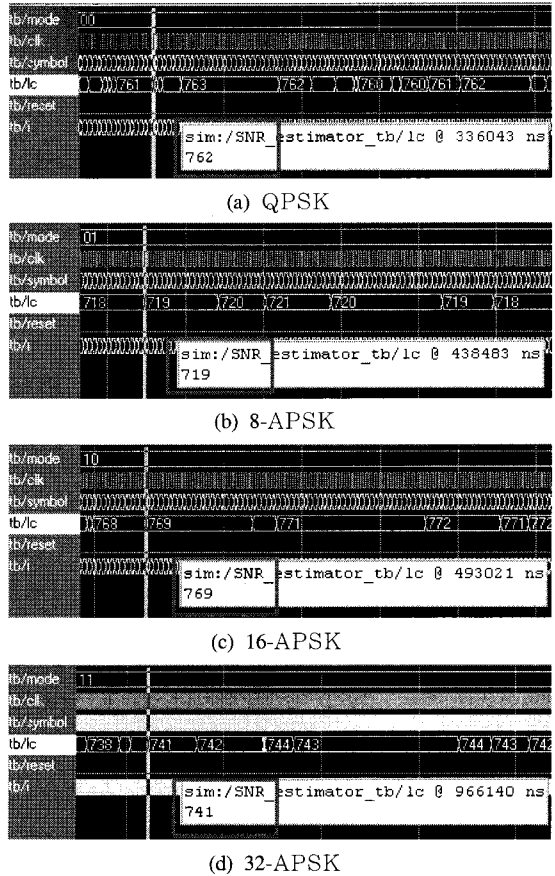 tb/mode 00
tb/clk
tb/symbol
tb/lc 761 763 762 760 760 761 762
tb/reset
tb/i
sim:/SNR_estimator_tb/lc @ 336043 ns
762
(a) QPSK
tb/mode 01
tb/clk
tb/symbol
tb/lc 718 719 720 721 720 719 718
tb/reset
tb/i
sim:/SNR_estimator_tb/lc @ 438483 ns
719
(b) 8-APSK
tb/mode 10
tb/clk
tb/symbol
tb/lc 768 769 771 772 771 772
tb/reset
tb/i
sim:/SNR_estimator_tb/lc @ 493021 ns
769
(c) 16-APSK
tb/mode 11
tb/clk
tb/symbol
tb/lc 738 741 742 744 743 744 743 742
tb/reset
tb/i
sim:/SNR_estimator_tb/lc @ 966140 ns
741
(d) 32-APSK